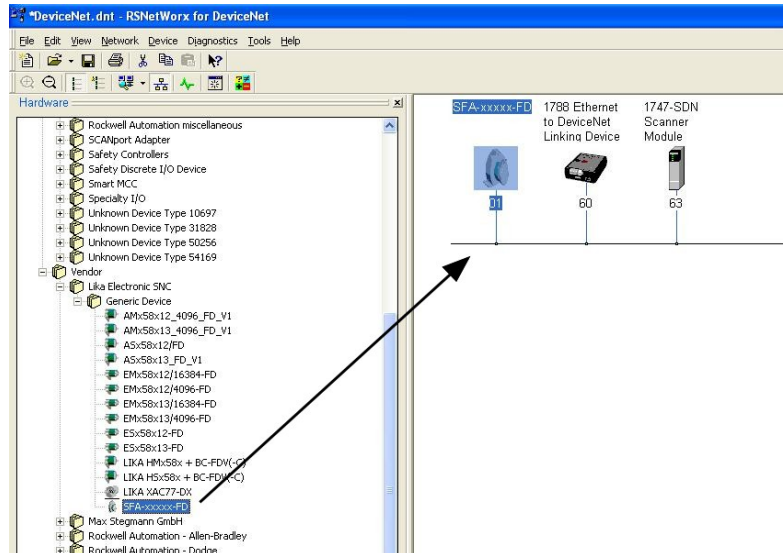 *DeviceNet.dnt - RSNetWorx for DeviceNet
File Edit View Network Device Diagnostics Tools Help
Hardware
Rockwell Automation miscellaneous
SCANport Adapter
Safety Controllers
Safety Discrete I/O Device
Smart MCC
Specialty I/O
Unknown Device Type 10697
Unknown Device Type 31828
Unknown Device Type 50256
Unknown Device Type 54169
Vendor
Lika Electronic SNC
Generic Device
AMx58x12_4096_FD_V1
AMx58x13_4096_FD_V1
ASx58x12/FD
ASx58x13_FD_V1
EMx58x12/16384-FD
EMx58x12/4096-FD
EMx58x13/16384-FD
EMx58x13/4096-FD
ESx58x12-FD
ESx58x13-FD
LIKA HMx58x + BC-FDV(-C)
LIKA HSx58x + BC-FDV(-C)
LIKA XAC77-DX
SFA-xxxxx-FD
Max Stegmann GmbH
Rockwell Automation - Allen-Bradley
Rockwell Automation - Dodge
SFA-xxxxx-FD
01
1788 Ethernet
to DeviceNet
Linking Device
60
1747-SDN
Scanner
Module
63